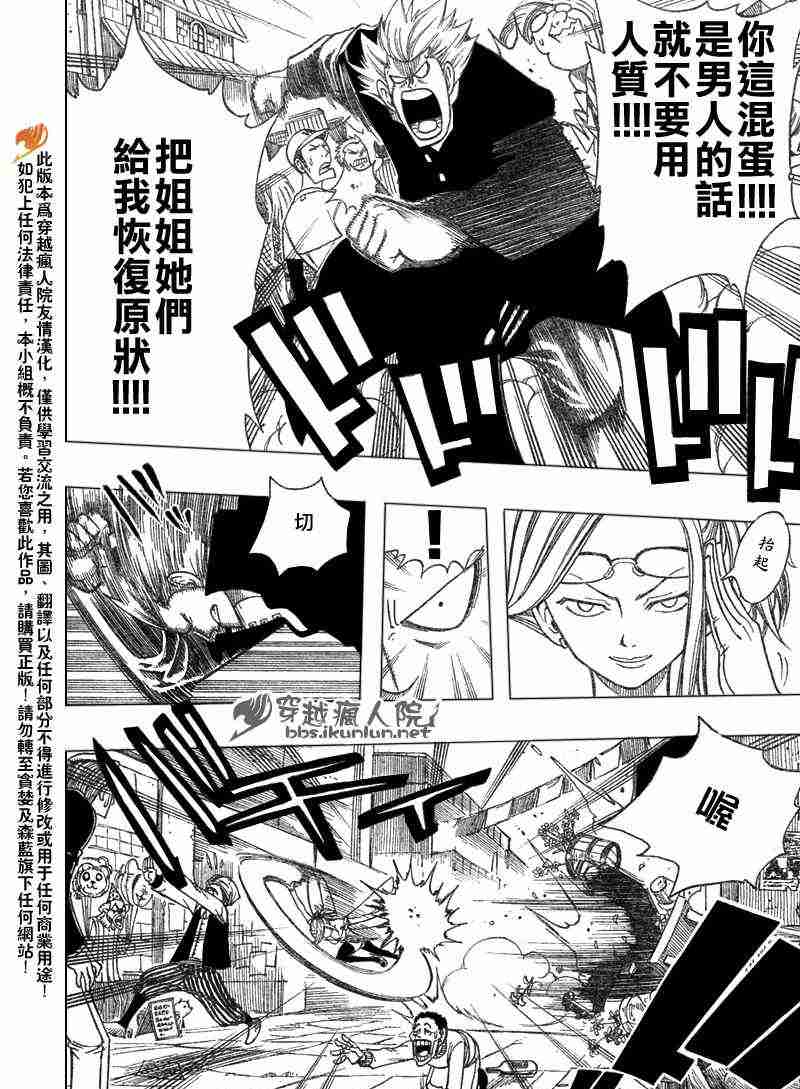 你這混蛋!!!!
是男人的話
就不要用
人質!!!!
把姐姐她們
給我恢復原狀!!!!
ドドドド
抬起
!
切
穿越瘋人院
bbs.ikunlun.net
喔
此版本爲穿越瘋人院友情漢化，僅供學習交流之用，其圖、翻譯以及任何部分不得進行修改或用于任何商業用途！
如犯上任何法律責任，本小組概不負責。若您喜歡此作品，請購買正版！請勿轉至貪婪及森藍旗下任何網站！